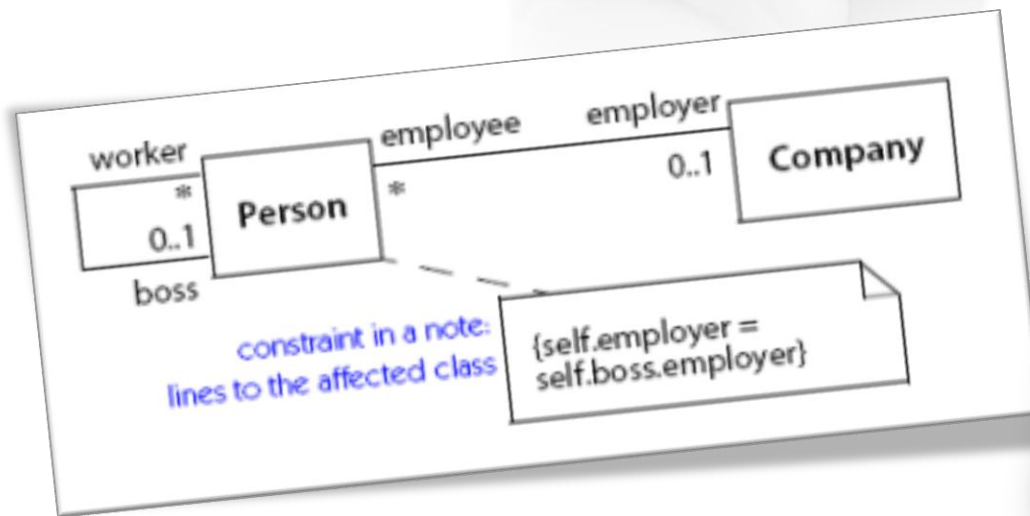 worker
*
0..1
boss
Person
employee
*
employer
0..1
Company
constraint in a note:
lines to the affected class
{self.employer =
self.boss.employer}